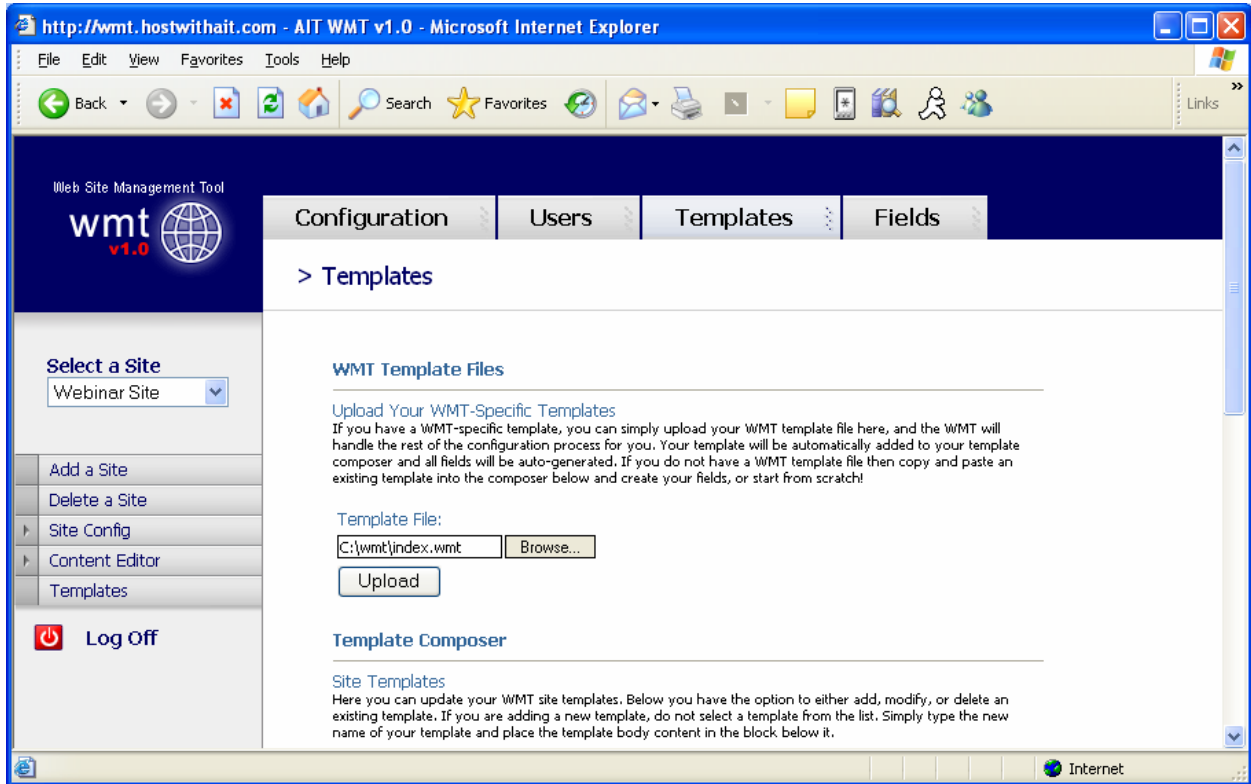 http://wmt.hostwithait.com - AIT WMT v1.0 - Microsoft Internet Explorer
File Edit View Favorites Tools Help
Back Search Favorites Links
Web Site Management Tool
wmt
v1.0
Configuration Users Templates Fields
> Templates
Select a Site
Webinar Site
Add a Site
Delete a Site
Site Config
Content Editor
Templates
Log Off
WMT Template Files
Upload Your WMT-Specific Templates
If you have a WMT-specific template, you can simply upload your WMT template file here, and the WMT will
handle the rest of the configuration process for you. Your template will be automatically added to your template
composer and all fields will be auto-generated. If you do not have a WMT template file then copy and paste an
existing template into the composer below and create your fields, or start from scratch!
Template File:
C:\wmt\index.wmt Browse...
Upload
Template Composer
Site Templates
Here you can update your WMT site templates. Below you have the option to either add, modify, or delete an
existing template. If you are adding a new template, do not select a template from the list. Simply type the new
name of your template and place the template body content in the block below it.
Internet